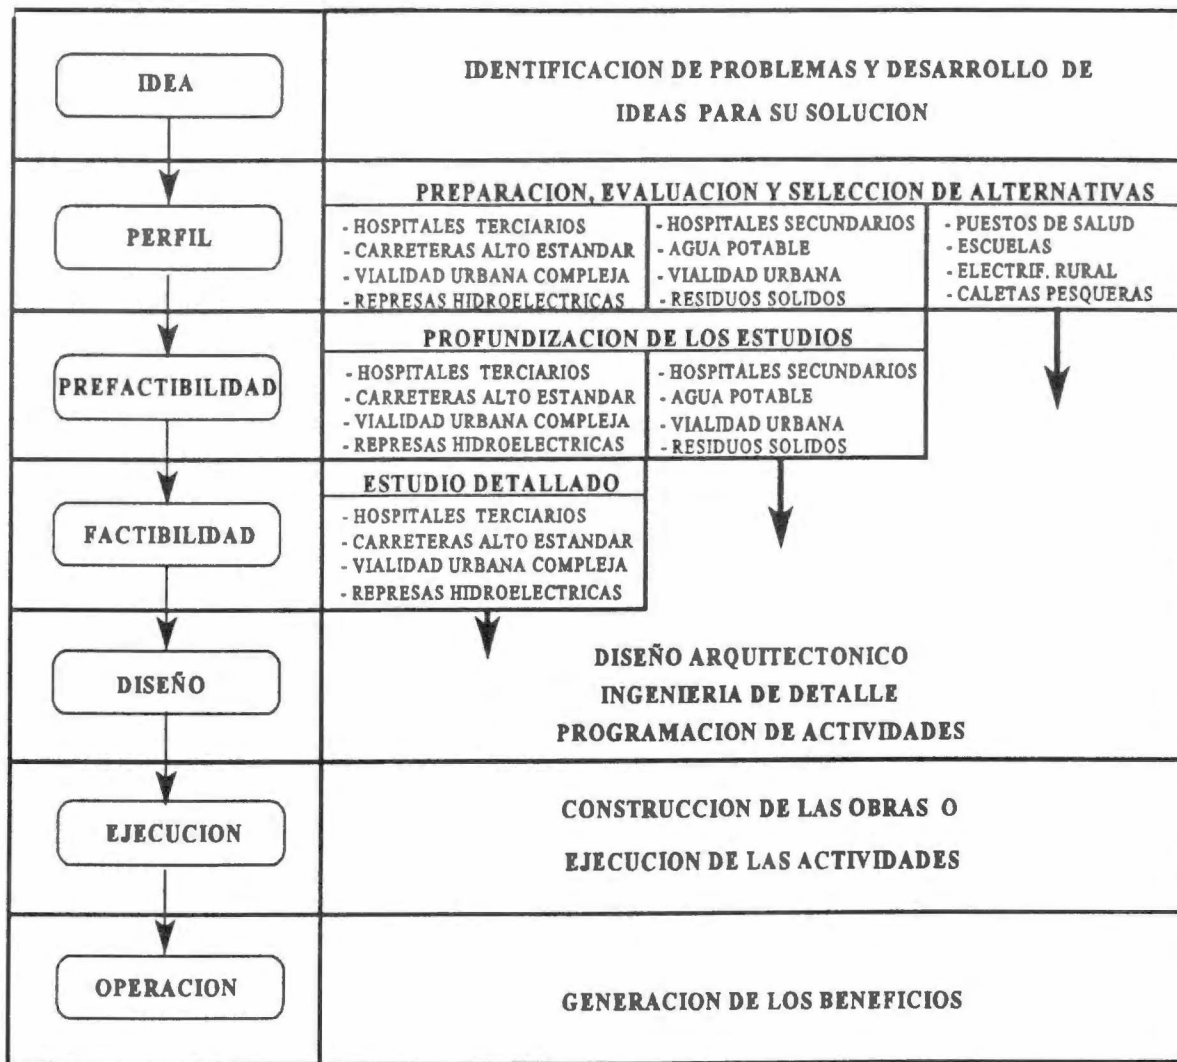 IDEA
IDENTIFICACION DE PROBLEMAS Y DESARROLLO DE
IDEAS PARA SU SOLUCION
PERFIL
PREPARACION, EVALUACION Y SELECCION DE ALTERNATIVAS
- HOSPITALES TERCIARIOS
- CARRETERAS ALTO ESTANDAR
- VIALIDAD URBANA COMPLEJA
- REPRESAS HIDROELECTRICAS
- HOSPITALES SECUNDARIOS
- AGUA POTABLE
- VIALIDAD URBANA
- RESIDUOS SOLIDOS
- PUESTOS DE SALUD
- ESCUELAS
- ELECTRIF. RURAL
- CALETAS PESQUERAS
PREFACTIBILIDAD
PROFUNDIZACION DE LOS ESTUDIOS
- HOSPITALES TERCIARIOS
- CARRETERAS ALTO ESTANDAR
- VIALIDAD URBANA COMPLEJA
- REPRESAS HIDROELECTRICAS
- HOSPITALES SECUNDARIOS
- AGUA POTABLE
- VIALIDAD URBANA
- RESIDUOS SOLIDOS
FACTIBILIDAD
ESTUDIO DETALLADO
- HOSPITALES TERCIARIOS
- CARRETERAS ALTO ESTANDAR
- VIALIDAD URBANA COMPLEJA
- REPRESAS HIDROELECTRICAS
DISEÑO
DISEÑO ARQUITECTONICO
INGENIERIA DE DETALLE
PROGRAMACION DE ACTIVIDADES
EJECUCION
CONSTRUCCION DE LAS OBRAS O
EJECUCION DE LAS ACTIVIDADES
OPERACION
GENERACION DE LOS BENEFICIOS